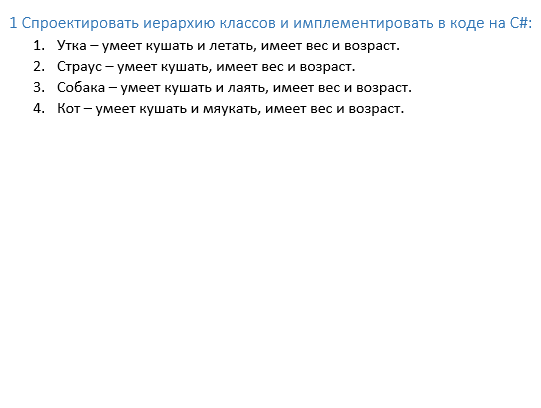 1 Спроектировать иерархию классов и имплементировать в коде на C#:
1. Утка – умеет кушать и летать, имеет вес и возраст.
2. Страус – умеет кушать, имеет вес и возраст.
3. Собака – умеет кушать и лаять, имеет вес и возраст.
4. Кот – умеет кушать и мяукать, имеет вес и возраст.